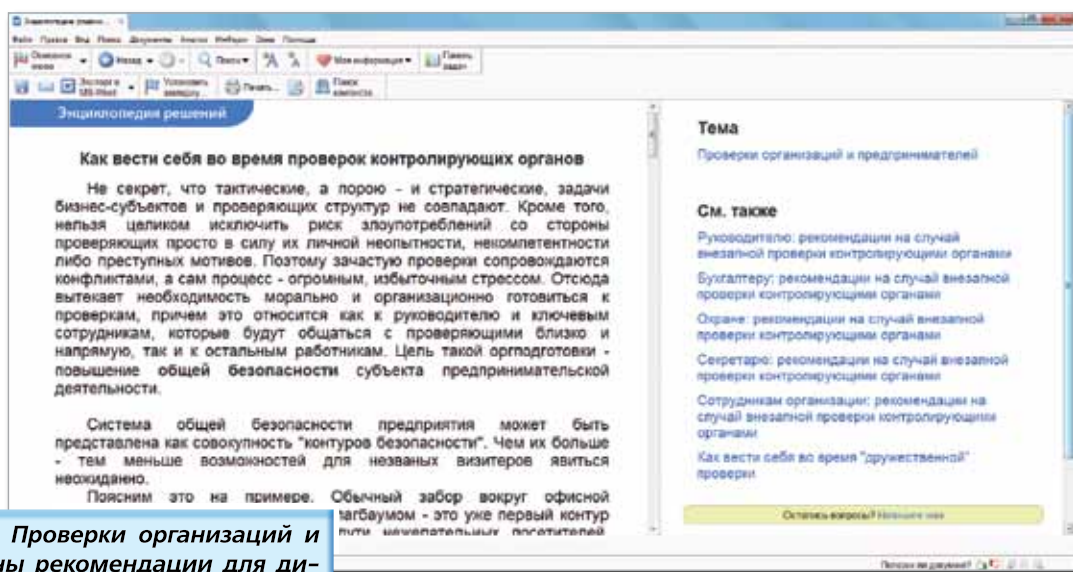 Энциклопедия решений
Как вести себя во время проверок контролирующих органов
Не секрет, что тактические, а порою - и стратегические, задачи
бизнес-субъектов и проверяющих структур не совпадают. Кроме того,
нельзя целиком исключить риск злоупотреблений со стороны
проверяющих просто в силу их личной неопытности, некомпетентности
либо преступных мотивов. Поэтому зачастую проверки сопровождаются
конфликтами, а сам процесс - огромным, избыточным стрессом. Отсюда
вытекает необходимость морально и организационно готовиться к
проверкам, причем это относится как к руководителю и ключевым
сотрудникам, которые будут общаться с проверяющими близко и
напрямую, так и к остальным работникам. Цель такой оргподготовки -
повышение общей безопасности субъекта предпринимательской
деятельности.
Система общей безопасности предприятия может быть
представлена как совокупность "контуров безопасности". Чем их больше
- тем меньше возможностей для незваных визитеров явиться
неожиданно.
Поясним это на примере. Обычный забор вокруг офисной
лагбаумом - это уже первый контур
пути нежелательных посетителей.
Проверки организаций и
ны рекомендации для ди-
Тема
Проверки организаций и предпринимателей
См. также
Руководителю: рекомендации на случай
внезапной проверки контролирующими органами
Бухгалтеру: рекомендации на случай внезапной
проверки контролирующими органами
Охране: рекомендации на случай внезапной
проверки контролирующими органами
Секретарю: рекомендации на случай внезапной
проверки контролирующими органами
Сотрудникам организации: рекомендации на
случай внезапной проверки контролирующими
органами
Как вести себя во время "дружественной"
проверки
Остались вопросы? Напишите нам